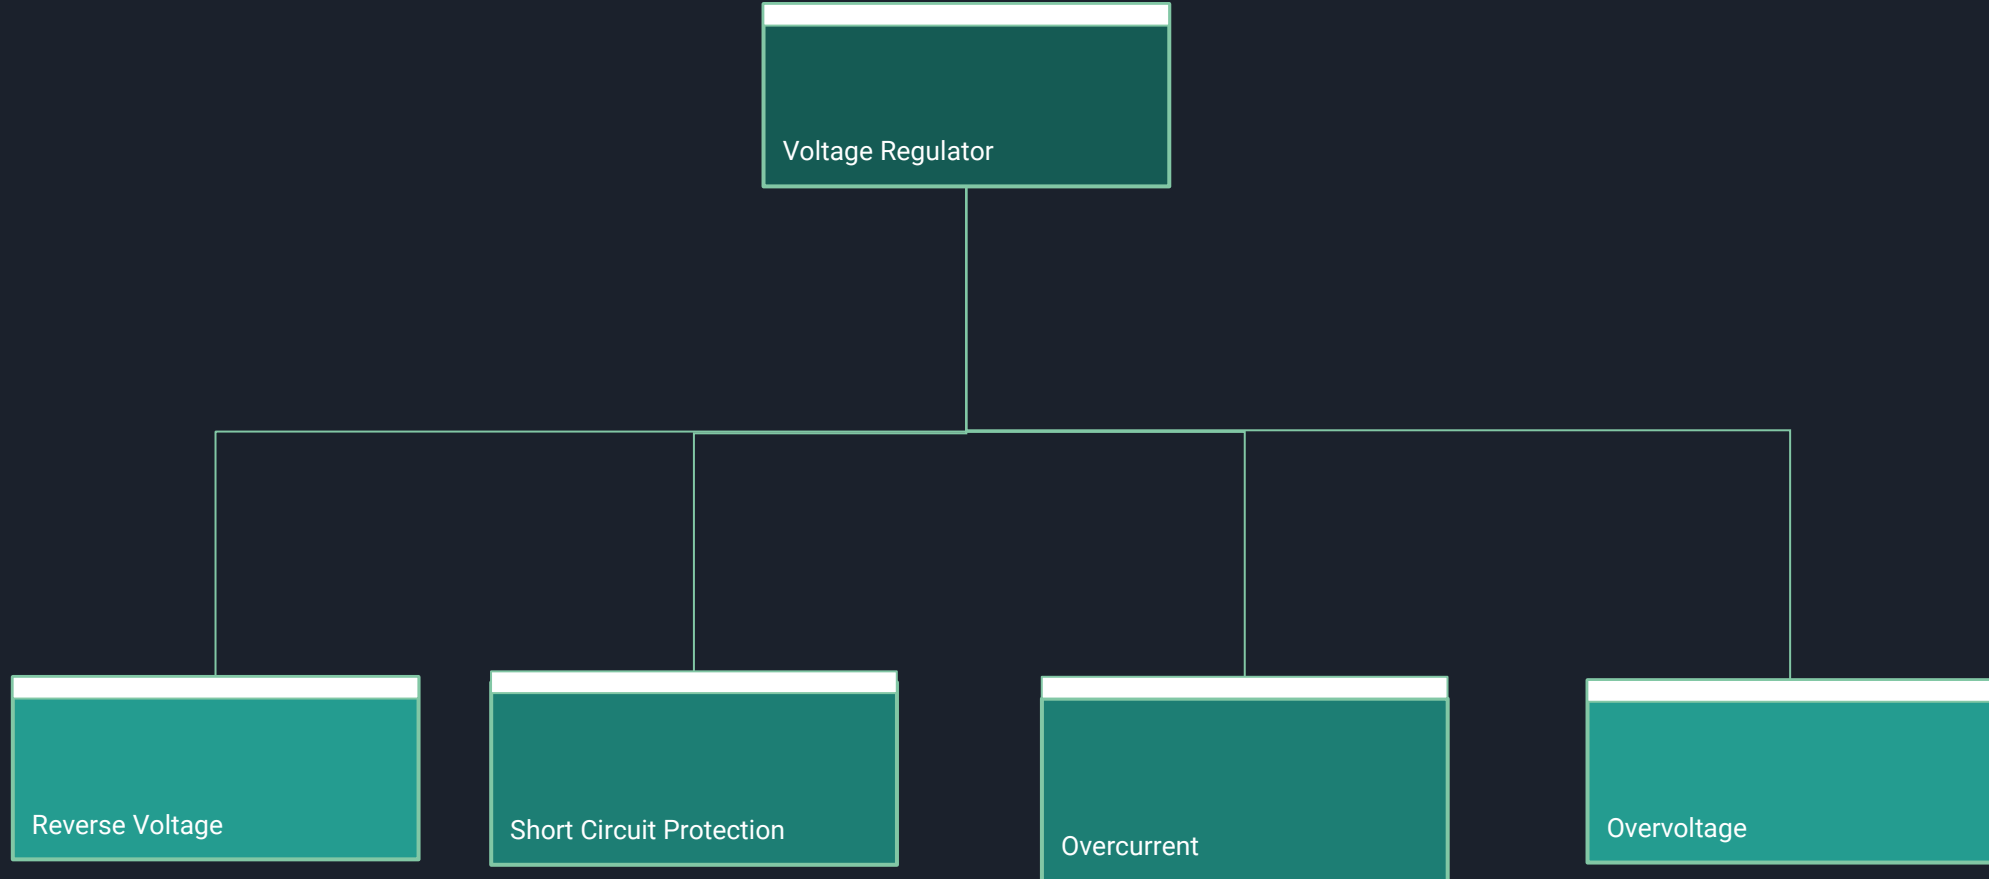 Voltage Regulator
Reverse Voltage
Short Circuit Protection
Overcurrent
Overvoltage